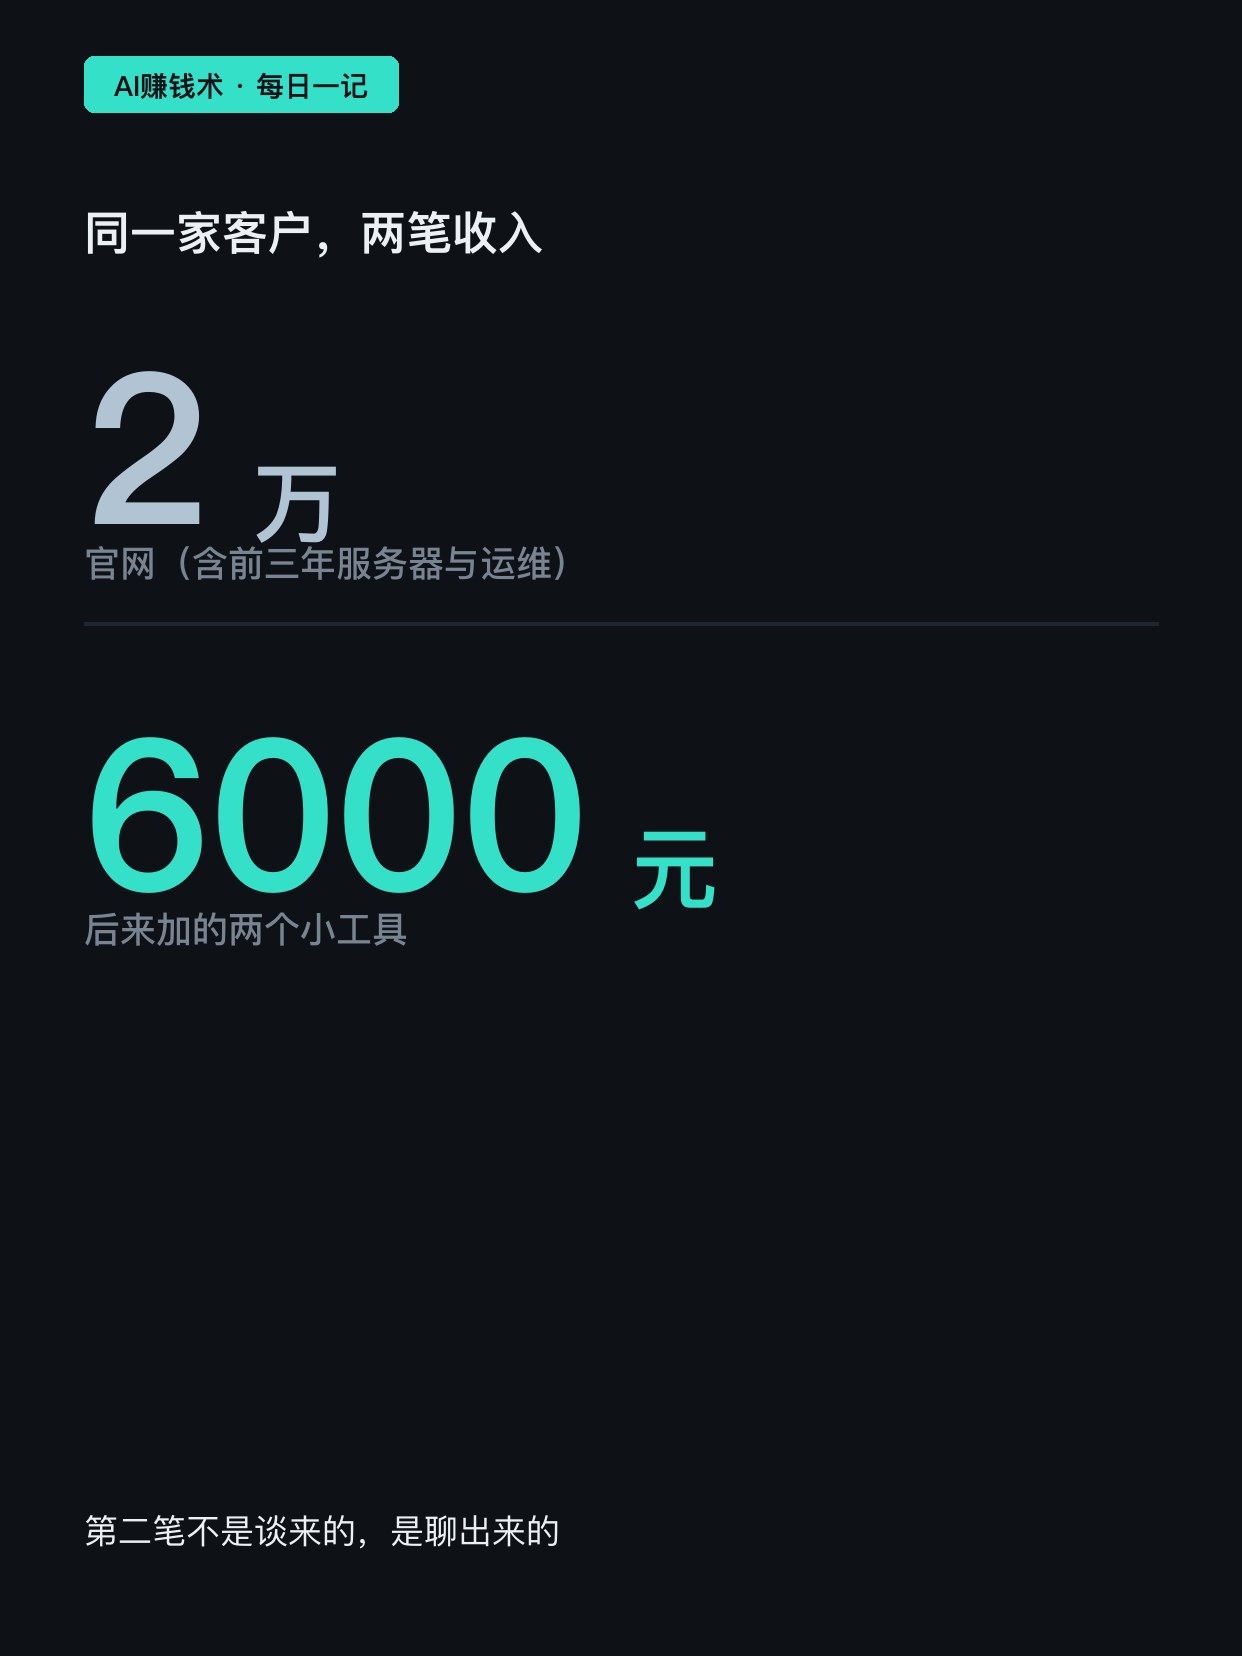 AI赚钱术 · 每日一记
同一家客户，两笔收入
2 万
官网（含前三年服务器与运维）
6000 元
后来加的两个小工具
第二笔不是谈来的，是聊出来的